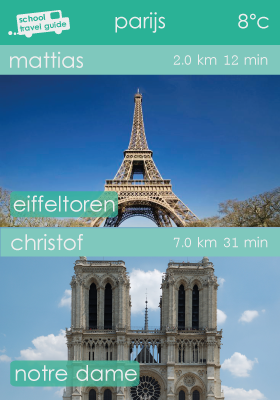 school
travel guide
parijs
8°c
mattias
2.0 km 12 min
eiffeltoren
christof
7.0 km 31 min
notre dame